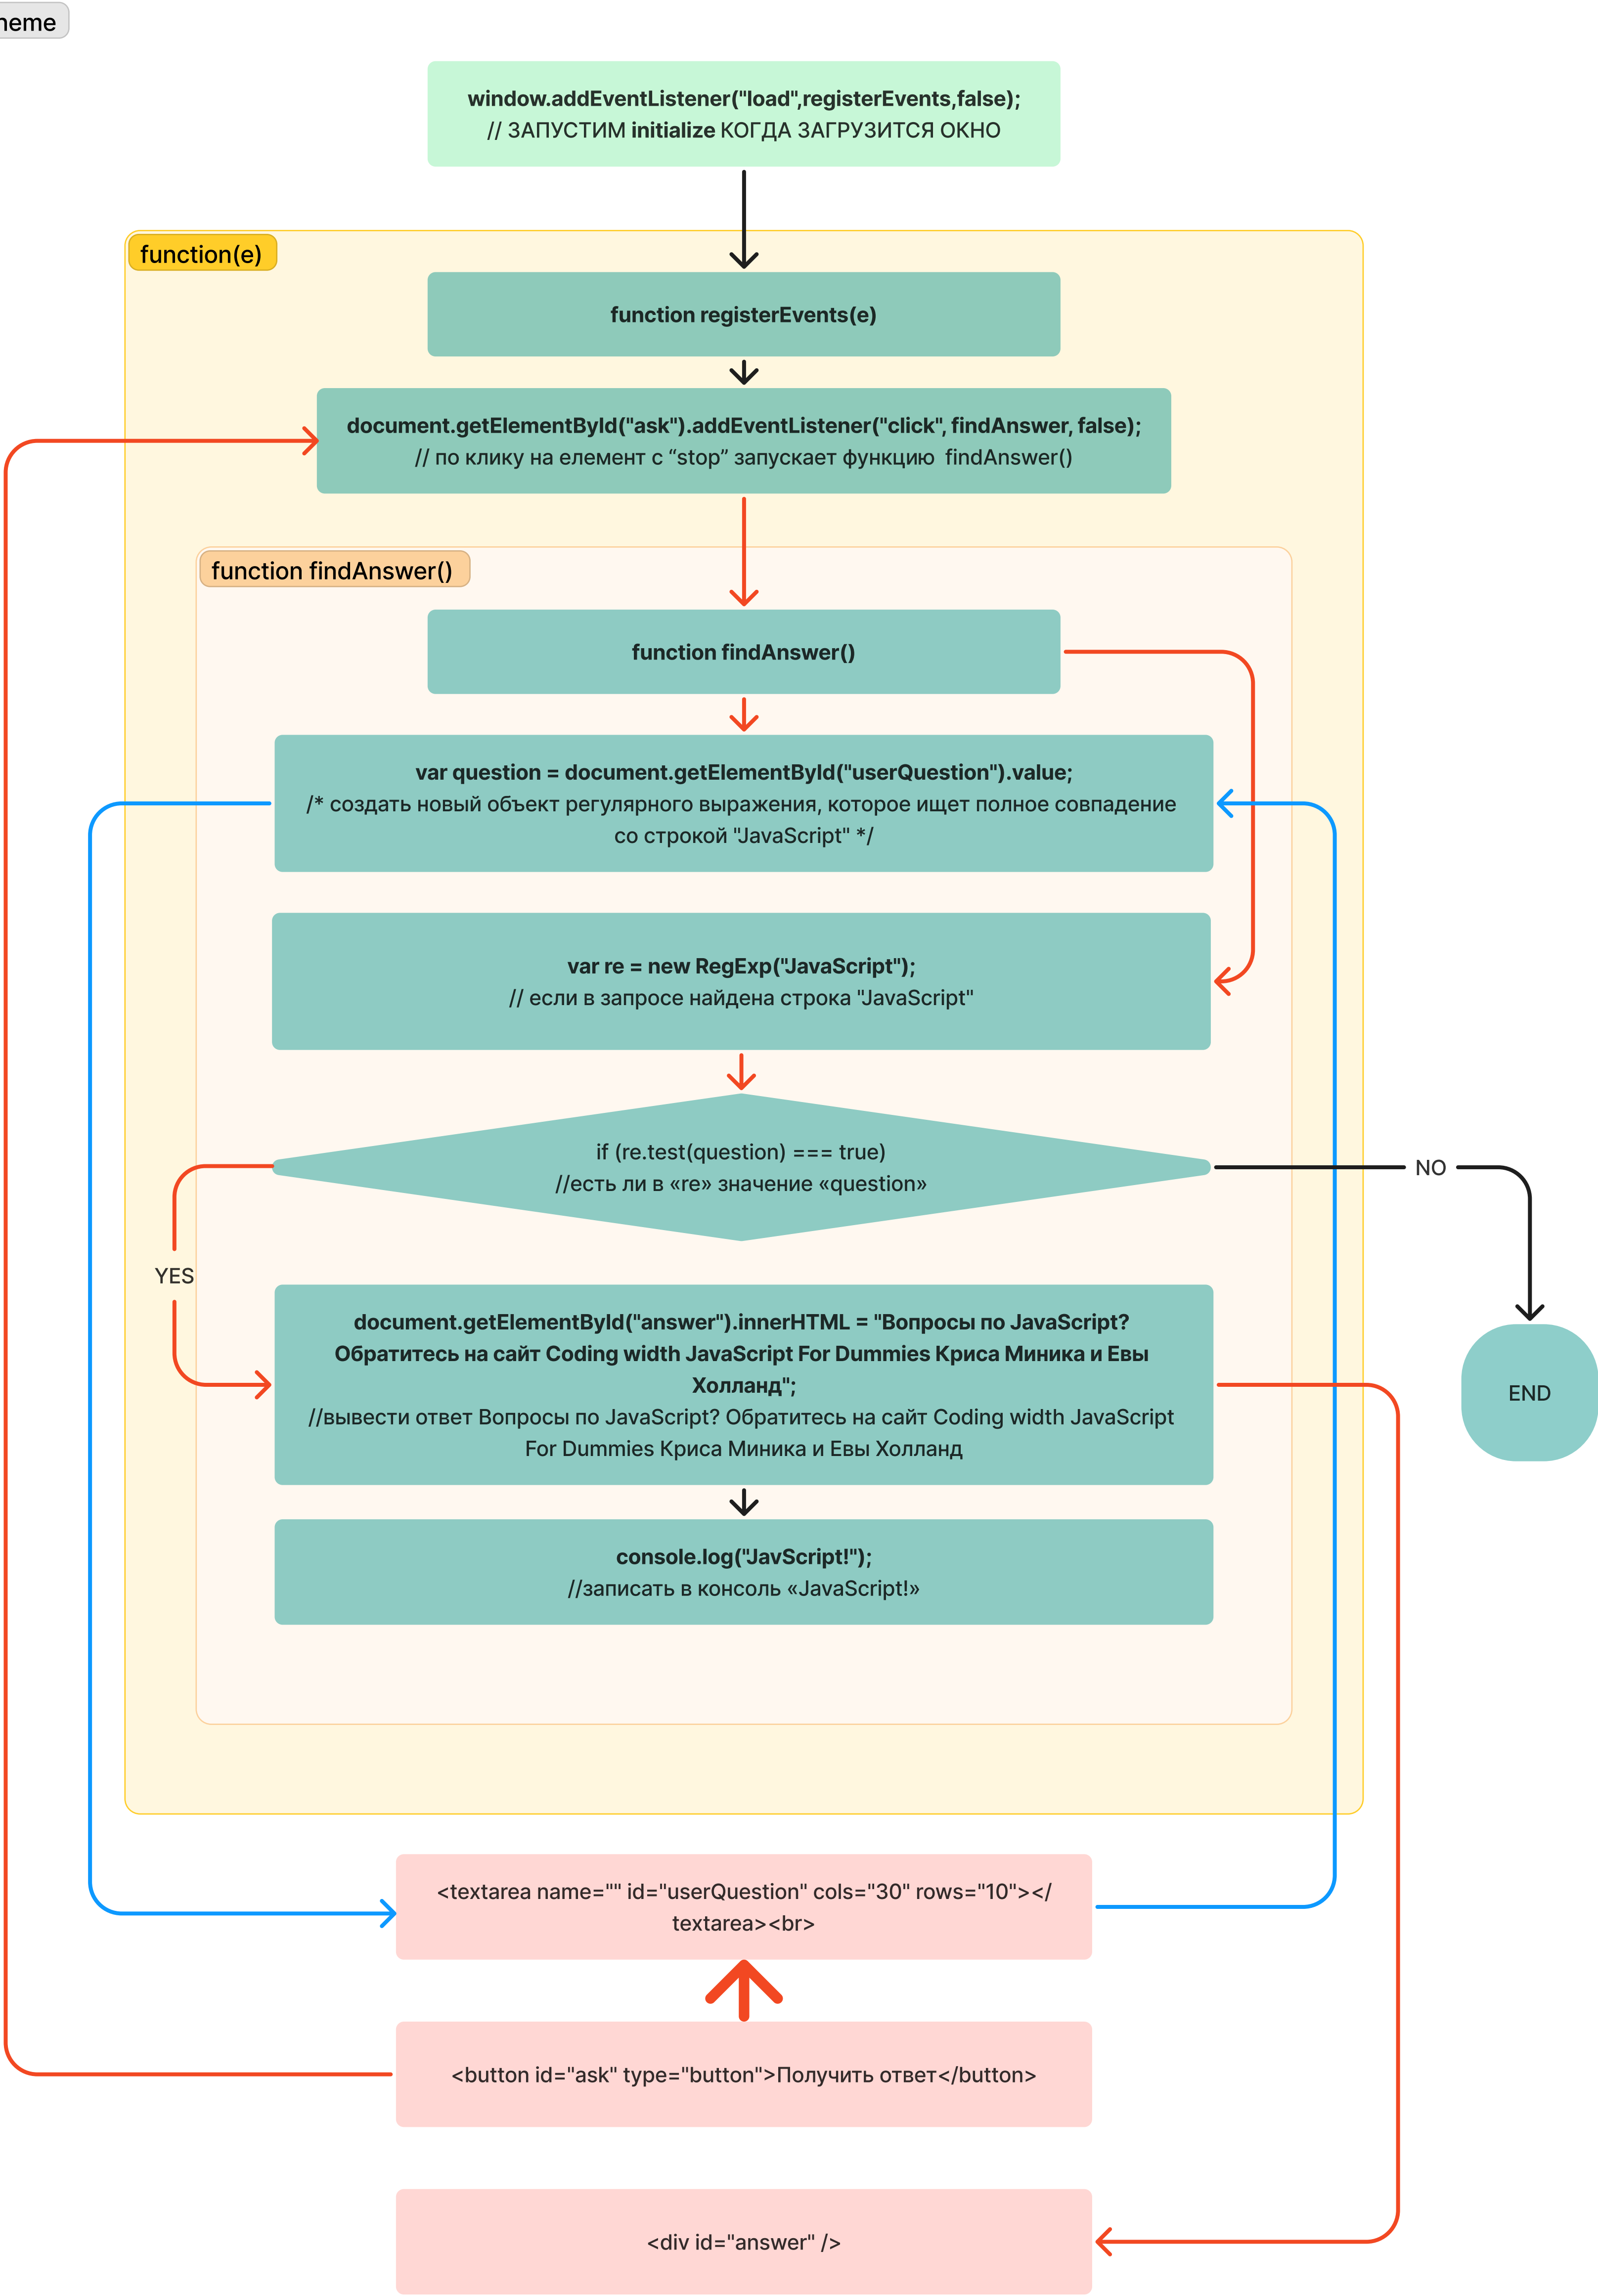 heme
window.addEventListener("load",registerEvents,false);
// ЗАПУСТИМ initialize КОГДА ЗАГРУЗИТСЯ ОКНО
function(e)
function registerEvents(e)
document.getElementById("ask").addEventListener("click", findAnswer, false);
// по клику на елемент с “stop” запускает функцию  findAnswer()
function findAnswer()
function findAnswer()
var question = document.getElementById("userQuestion").value;
/* создать новый объект регулярного выражения, которое ищет полное совпадение
со строкой "JavaScript" */
var re = new RegExp("JavaScript");
// если в запросе найдена строка "JavaScript"
if (re.test(question) === true)
//есть ли в «re» значение «question»
NO
YES
document.getElementById("answer").innerHTML = "Вопросы по JavaScript?
Обратитесь на сайт Coding width JavaScript For Dummies Криса Миника и Евы
Холланд";
//вывести ответ Вопросы по JavaScript? Обратитесь на сайт Coding width JavaScript
For Dummies Криса Миника и Евы Холланд
END
console.log("JavScript!");
//записать в консоль «JavaScript!»
<textarea name="" id="userQuestion" cols="30" rows="10"></
textarea><br>
<button id="ask" type="button">Получить ответ</button>
<div id="answer" />